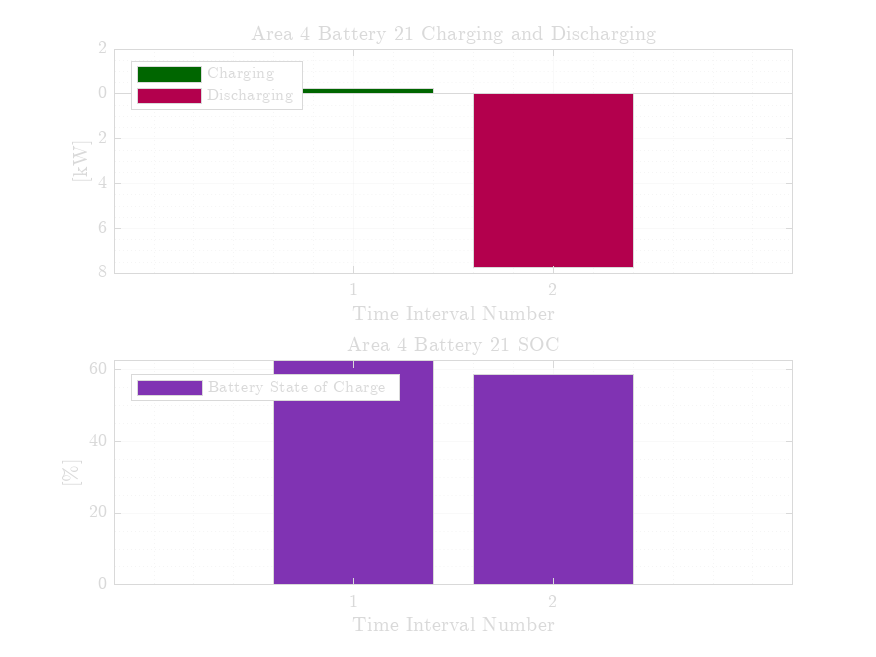 Area 4 Battery 21 Charging and Discharging
2
Charging
0
Discharging
2
[kW]
4
6
8
1 2
Time Interval Number
Area 4 Battery 21 SOC
60
Battery State of Charge
40
[%]
20
0
1 2
Time Interval Number